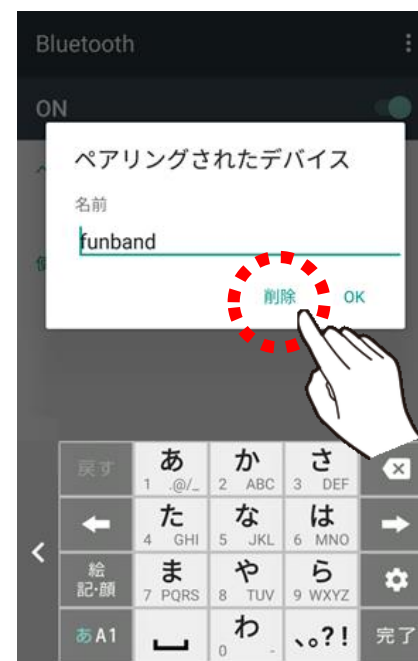 Bluetooth
ON
ペアリングされたデバイス
名前
funband
削除 OK
戻す あ か さ
1 .@/_ 2 ABC 3 DEF
た な は
4 GHI 5 JKL 6 MNO
絵
記・顔
ま や ら
7 PQRS 8 TUV 9 WXYZ
あA1 わ 、。?! 完了
0 -